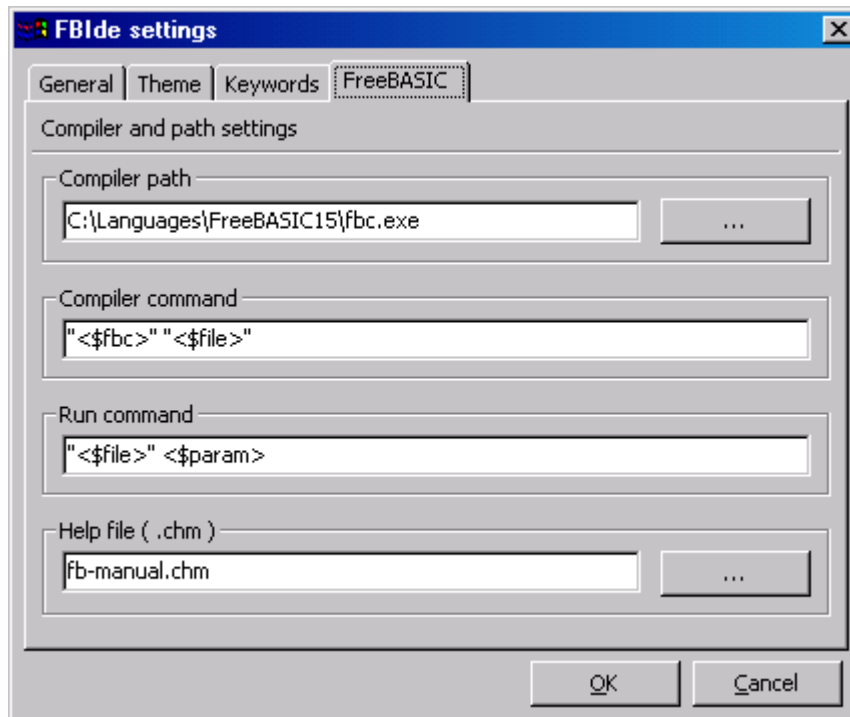 FBIde settings
General Theme Keywords FreeBASIC
Compiler and path settings
Compiler path
C:\Languages\FreeBASIC15\fbc.exe ...
Compiler command
"<$fbc>" "<$file>"
Run command
"<$file>" <$param>
Help file ( .chm )
fb-manual.chm ...
OK Cancel